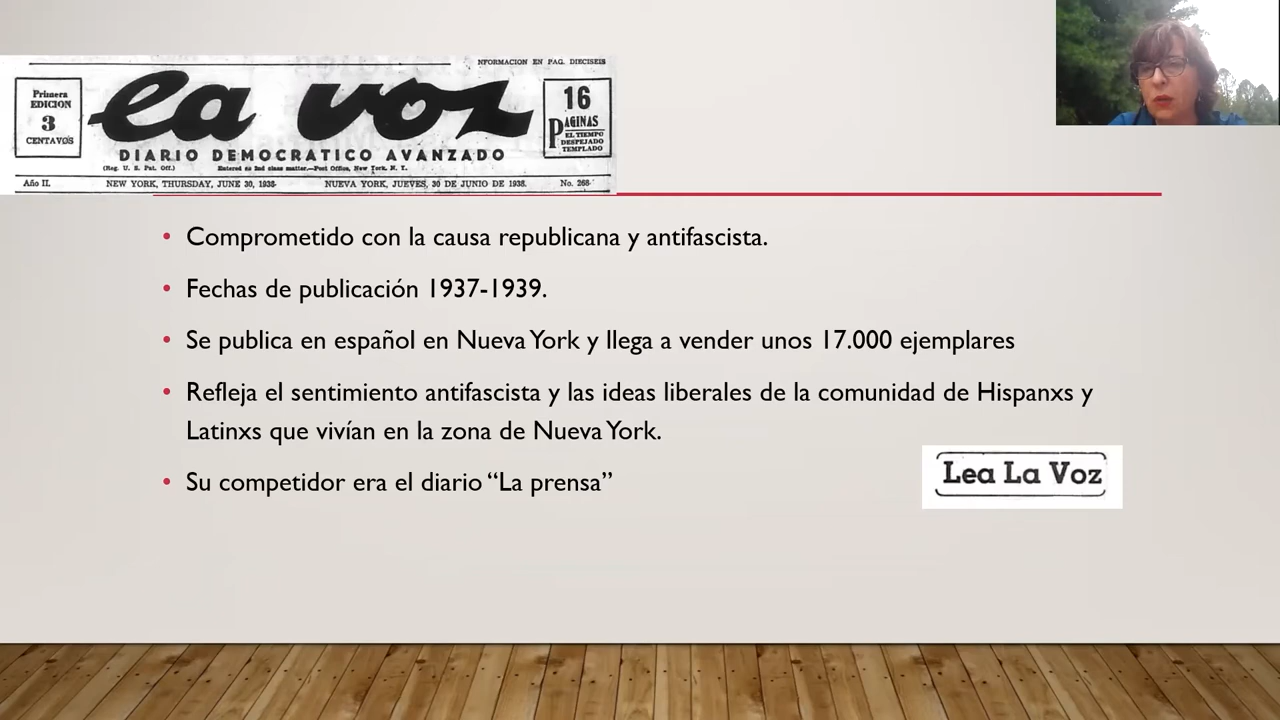 NFORMACION EN PAG. DIECISEIS
Primera
EDICION
3
CENTAVOS
la voz
16
PAGINAS
EL TIEMPO
DESPEJADO
TEMPLADO
DIARIO DEMOCRATICO AVANZADO
(Reg. U. S. Pat. Off.) Entered as 2nd class matter.—Post Office, New York, N. Y.
Año II. NEW YORK, THURSDAY, JUNE 30, 1938 NUEVA YORK, JUEVES, 30 DE JUNIO DE 1938. No. 268
• Comprometido con la causa republicana y antifascista.
• Fechas de publicación 1937-1939.
• Se publica en español en Nueva York y llega a vender unos 17.000 ejemplares
• Refleja el sentimiento antifascista y las ideas liberales de la comunidad de Hispanxs y
Latinxs que vivían en la zona de Nueva York.
• Su competidor era el diario “La prensa”
Lea La Voz